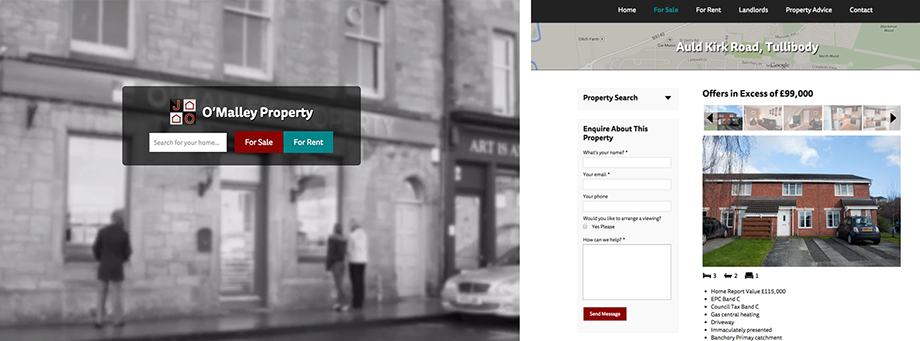 J
O
O'Malley Property
Search for your home...
For Sale
For Rent
ART IS A
Home
For Sale
For Rent
Landlords
Property Advice
Contact
Auld Kirk Road, Tullibody
Google
Property Search
Offers in Excess of £99,000
Enquire About This
Property
What's your name? *
Your email *
Your phone
Would you like to arrange a viewing?
Yes Please
How can we help? *
Send Message
3 2 1
Home Report Value £115,000
EPC Band C
Council Tax Band C
Gas central heating
Driveway
Immaculately presented
Banchory Primay catchment